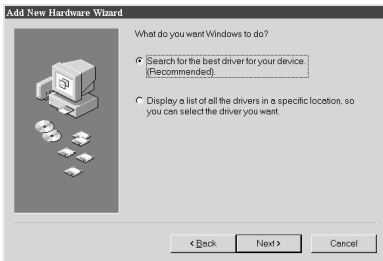 Add New Hardware Wizard
What do you want Windows to do?
Search for the best driver for your device.
(Recommended).
Display a list of all the drivers in a specific location, so
you can select the driver you want.
< Back
Next >
Cancel